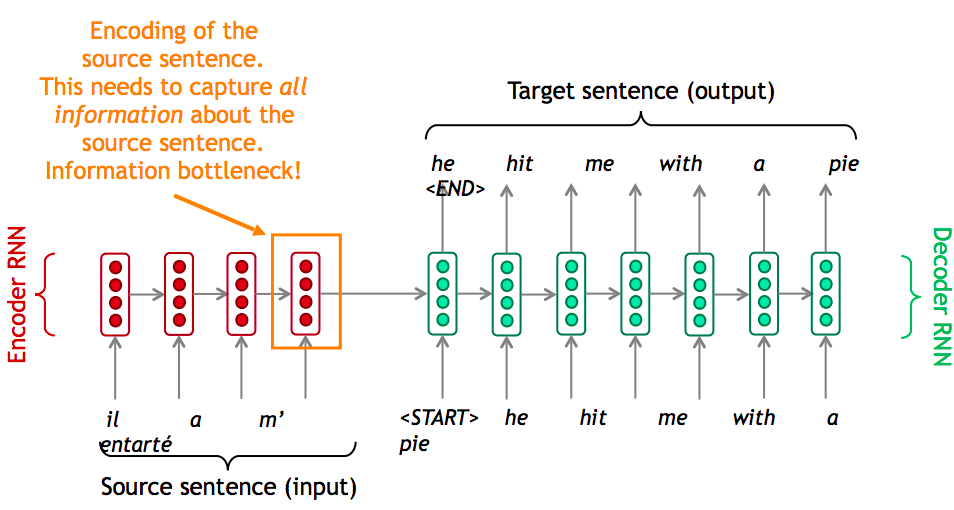 Encoding of the
source sentence.
This needs to capture all
information about the
source sentence.
Information bottleneck!
Target sentence (output)
he hit me with a pie
<END>
Encoder RNN
Decoder RNN
il a m’
entarté
<START> he hit me with a
pie
Source sentence (input)